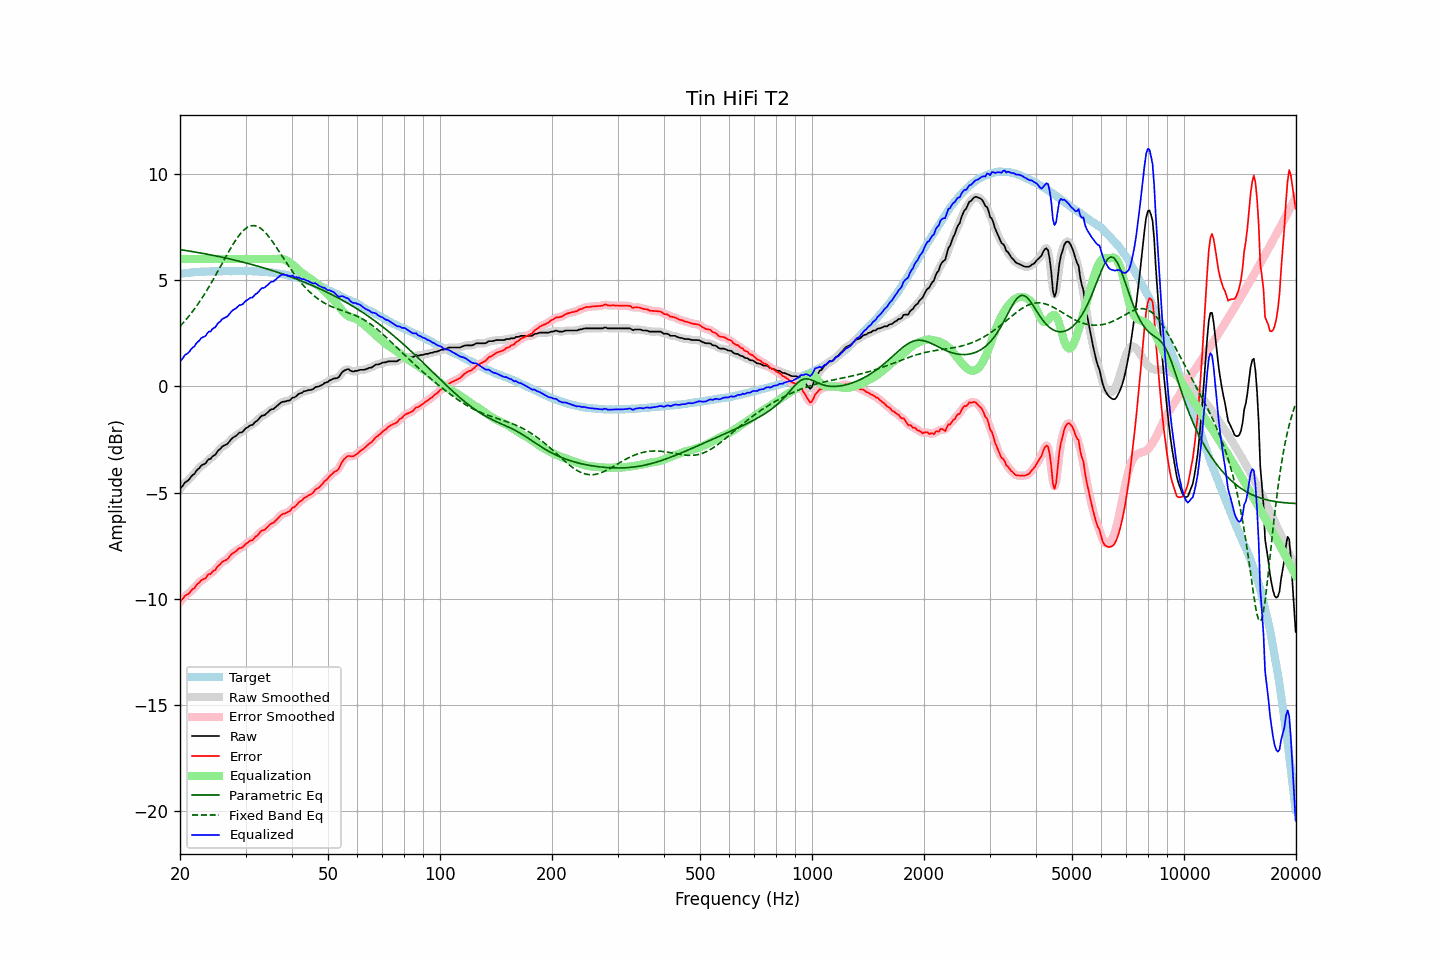 Tin HiFi T2
Amplitude (dBr)
10
5
0
−5
−10
−15
−20
Target
Raw Smoothed
Error Smoothed
Raw
Error
Equalization
Parametric Eq
Fixed Band Eq
Equalized
20 50 100 200 500 1000 2000 5000 10000 20000
Frequency (Hz)